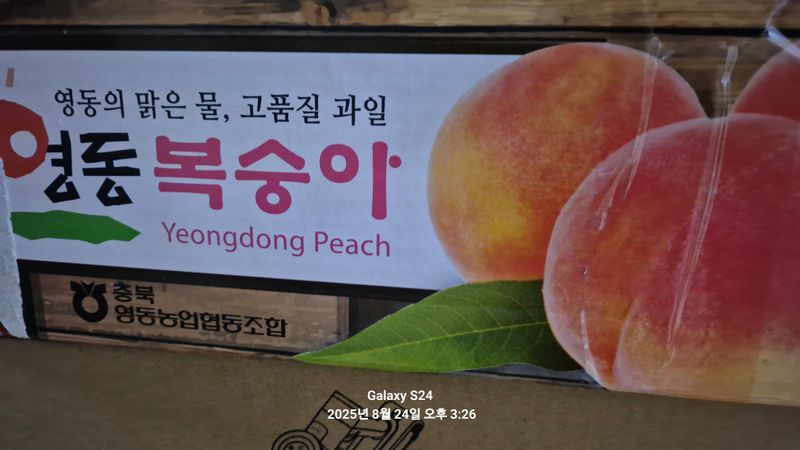 영동의 맑은 물, 고품질 과일
영동 복숭아
Yeongdong Peach
충북
영동농업협동조합
Galaxy S24
2025년 8월 24일 오후 3:26